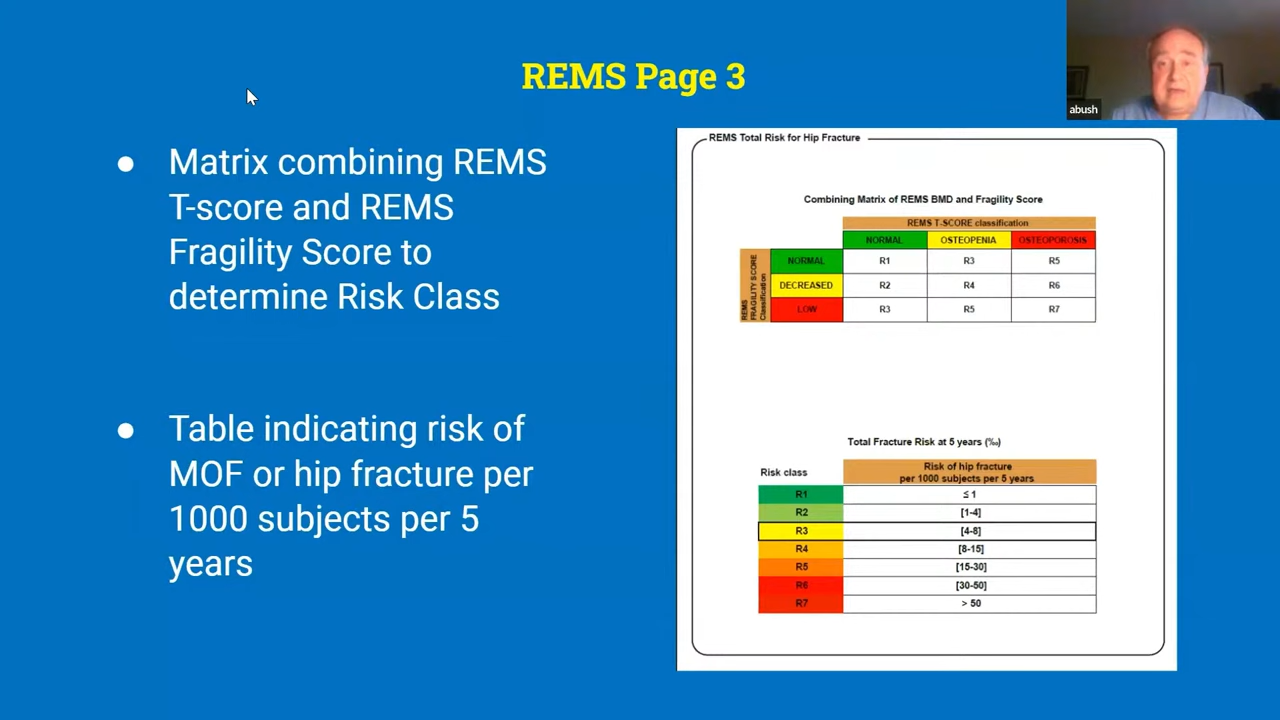 REMS Page 3
abush
● Matrix combining REMS
T-score and REMS
Fragility Score to
determine Risk Class
● Table indicating risk of
MOF or hip fracture per
1000 subjects per 5
years
REMS Total Risk for Hip Fracture
Combining Matrix of REMS BMD and Fragility Score
REMS T-SCORE classification
NORMAL OSTEOPENIA OSTEOPOROSIS
REMS
FRAGILITY SCORE
Classification
NORMAL R1 R3 R5
DECREASED R2 R4 R6
LOW R3 R5 R7
Total Fracture Risk at 5 years (‰)
Risk class
Risk of hip fracture
per 1000 subjects per 5 years
R1 ≤ 1
R2 [1-4]
R3 [4-8]
R4 [8-15]
R5 [15-30]
R6 [30-50]
R7 > 50